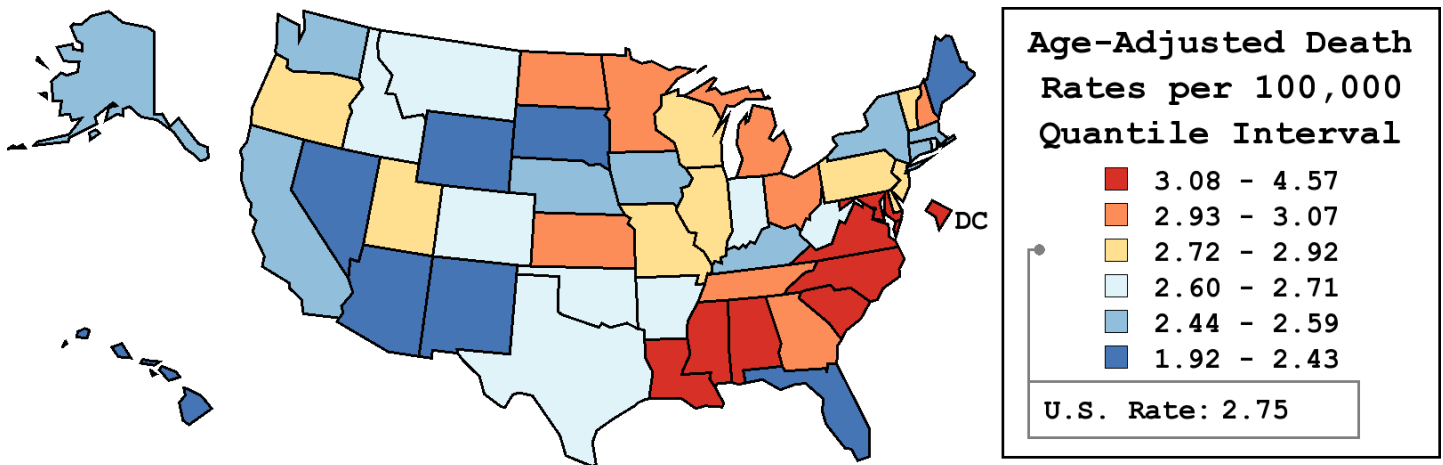 Age-Adjusted Death
Rates per 100,000
Quantile Interval
3.08 - 4.57
2.93 - 3.07
2.72 - 2.92
2.60 - 2.71
2.44 - 2.59
1.92 - 2.43
U.S. Rate: 2.75
DC